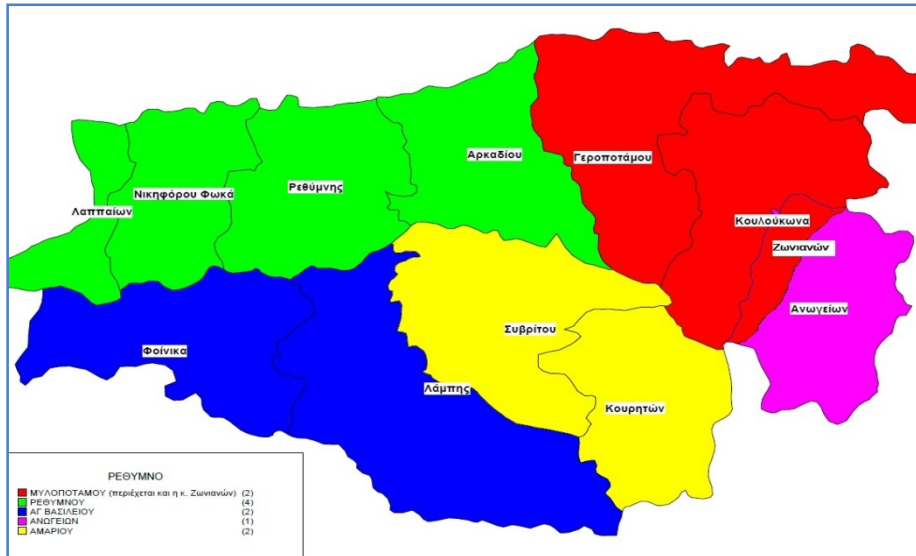 Αρκαδίου
Γεροποτάμου
Ρεθύμνης
Νικηφόρου Φωκά
Λαππαίων
Κουλούκωνα
Ζωνιανών
Ανωγείων
Συβρίτου
Φοίνικα
Λάμπης
Κουρητών
ΡΕΘΥΜΝΟ
ΜΥΛΟΠΟΤΑΜΟΥ (περιέχεται και η κ. Ζωνιανών) (2)
ΡΕΘΥΜΝΟΥ (4)
ΑΓ ΒΑΣΙΛΕΙΟΥ (2)
ΑΝΩΓΕΙΩΝ (1)
ΑΜΑΡΙΟΥ (2)